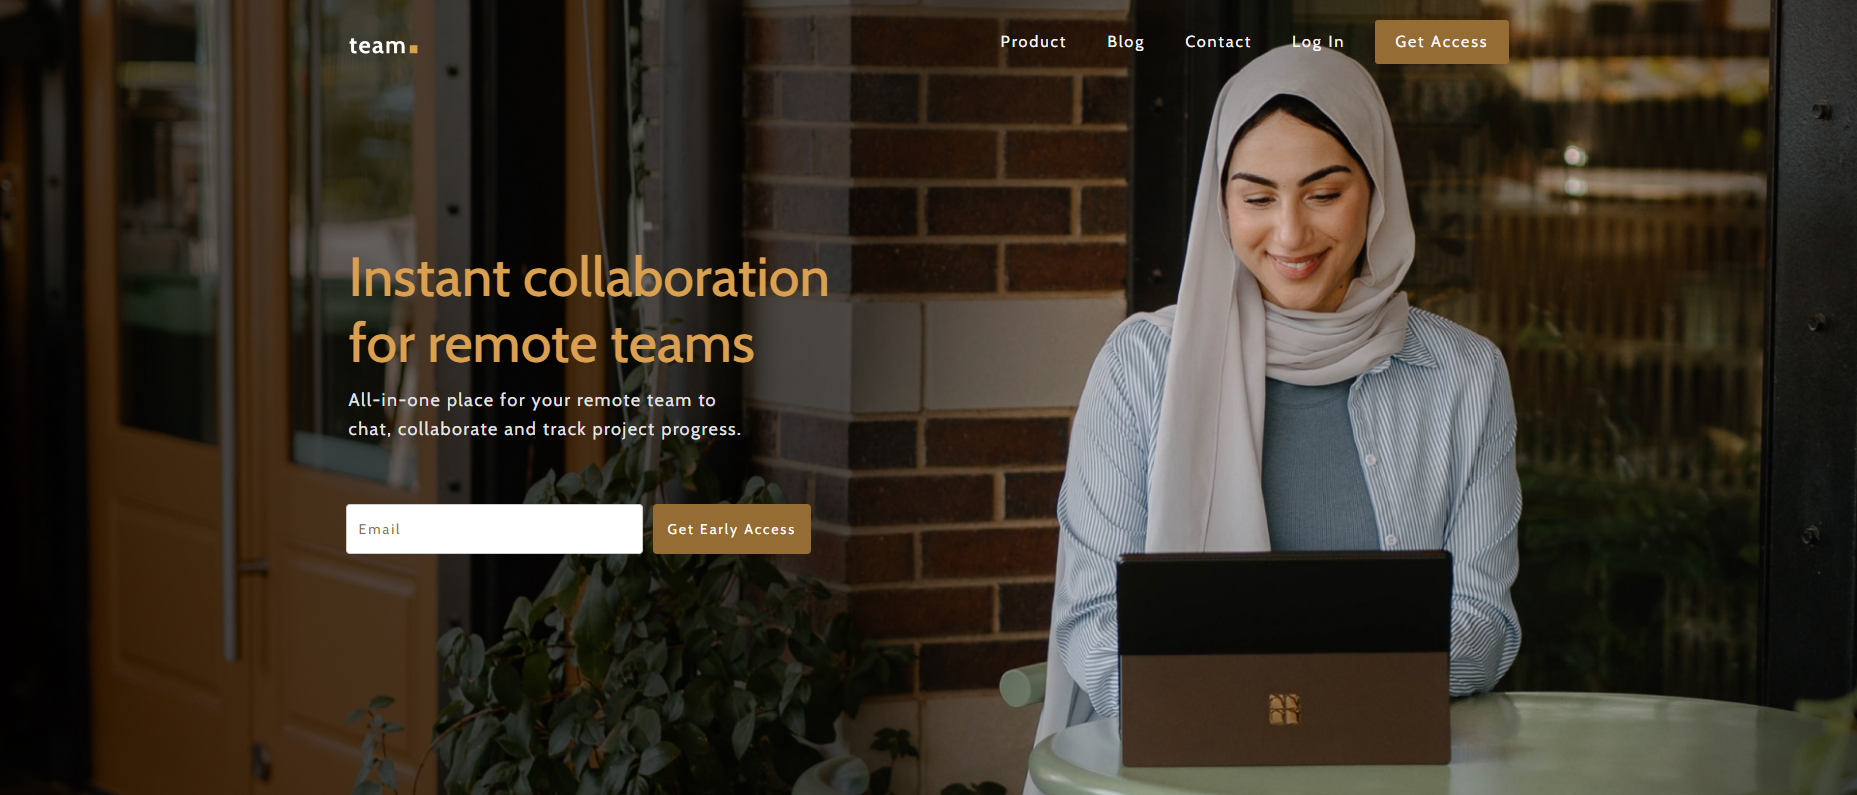 team.
Product Blog Contact Log In Get Access
Instant collaboration
for remote teams
All-in-one place for your remote team to
chat, collaborate and track project progress.
Email Get Early Access